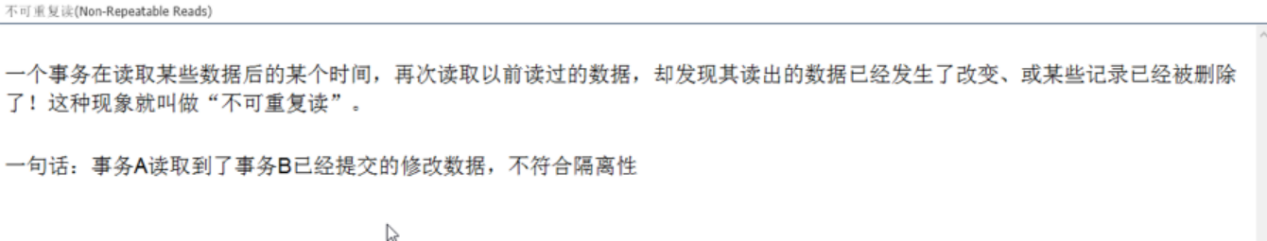 不可重复读(Non-Repeatable Reads)
一个事务在读取某些数据后的某个时间，再次读取以前读过的数据，却发现其读出的数据已经发生了改变、或某些记录已经被删除
了！这种现象就叫做“不可重复读”。
一句话：事务A读取到了事务B已经提交的修改数据，不符合隔离性